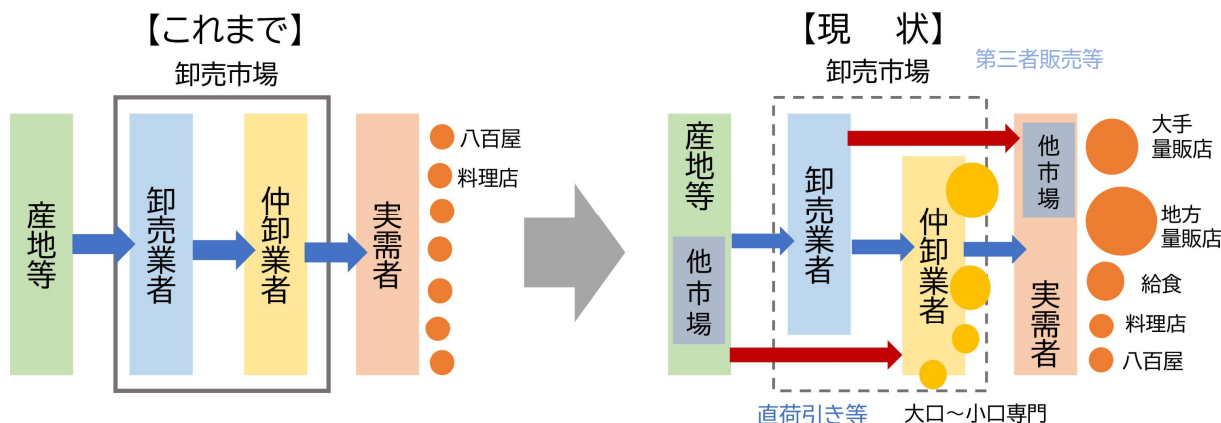 【これまで】
卸売市場
産地等
卸売業者
仲卸業者
実需者
八百屋
料理店
【現　状】
卸売市場
第三者販売等
産地等
他市場
卸売業者
仲卸業者
他市場
実需者
大手
量販店
地方
量販店
給食
料理店
八百屋
直荷引き等
大口～小口専門